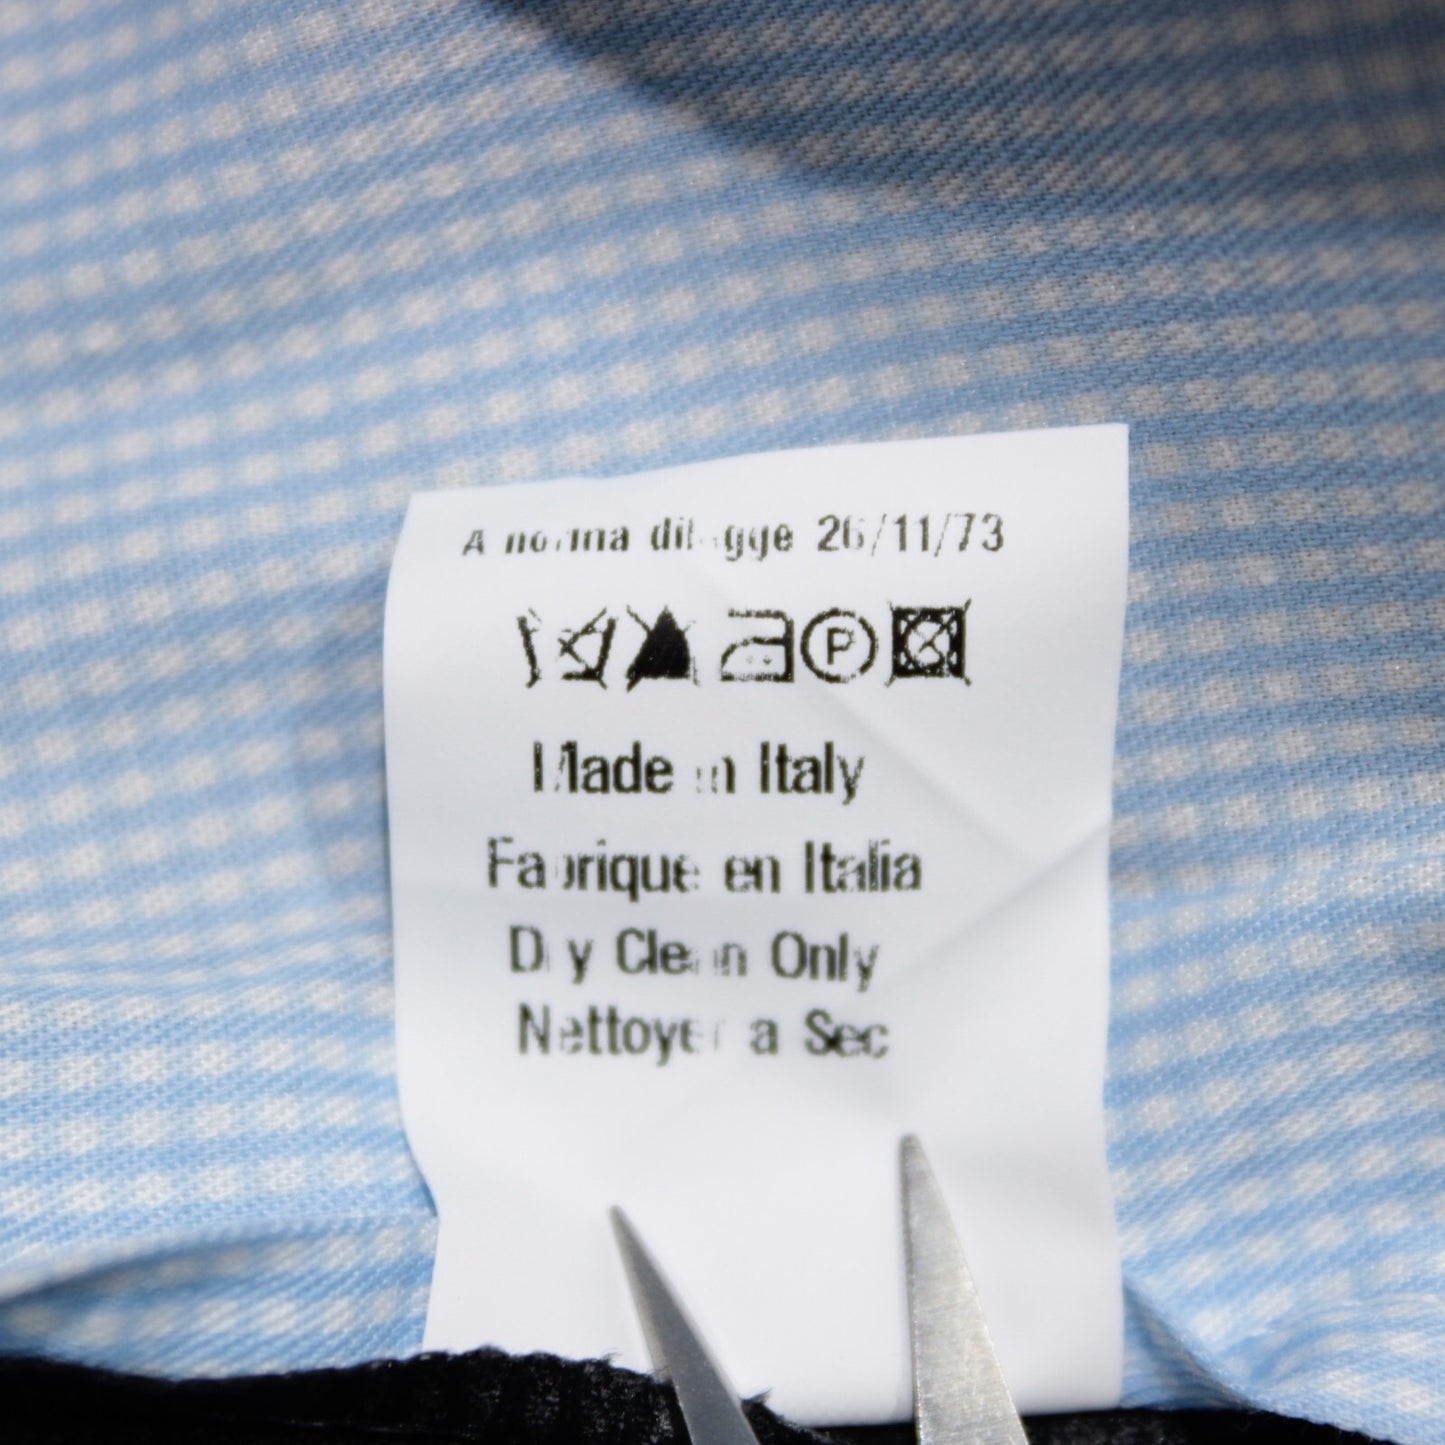 A norma di legge 26/11/73
P
Made in Italy
Fabrique en Italia
Dry Clean Only
Nettoyer a Sec